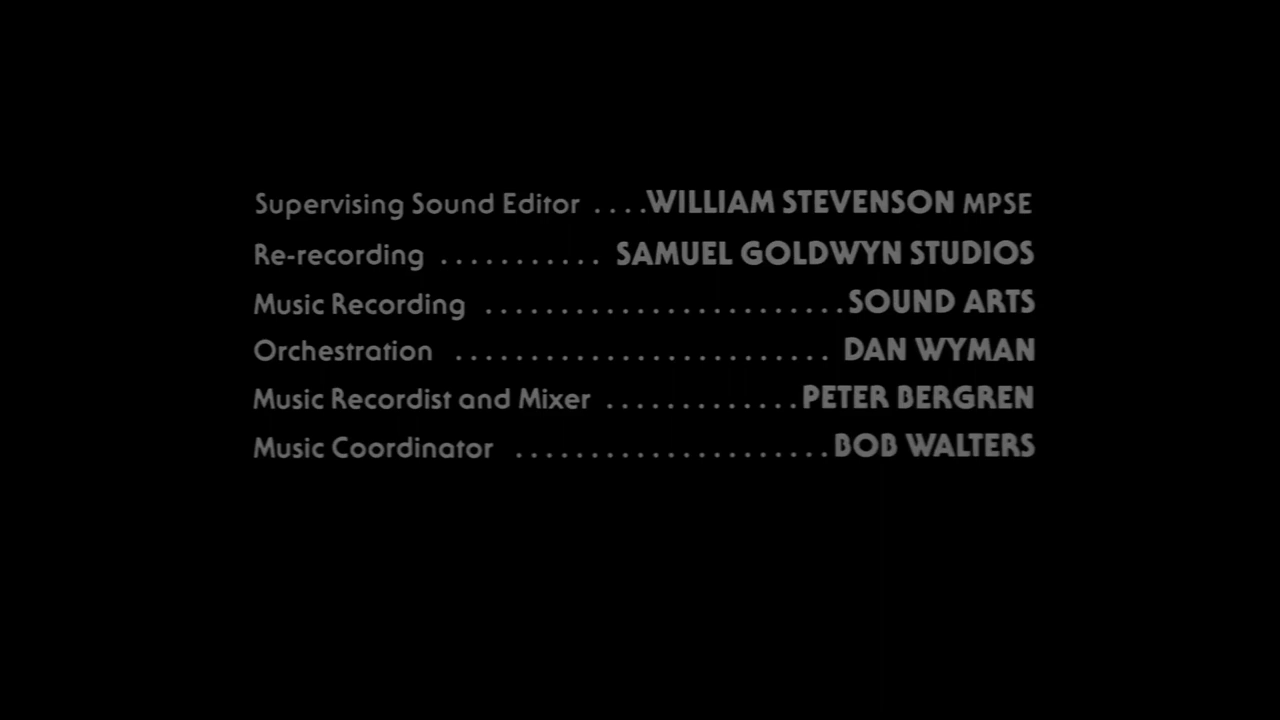 Supervising Sound Editor ....WILLIAM STEVENSON MPSE
Re-recording ........... SAMUEL GOLDWYN STUDIOS
Music Recording .........................SOUND ARTS
Orchestration .......................... DAN WYMAN
Music Recordist and Mixer .............PETER BERGREN
Music Coordinator ......................BOB WALTERS